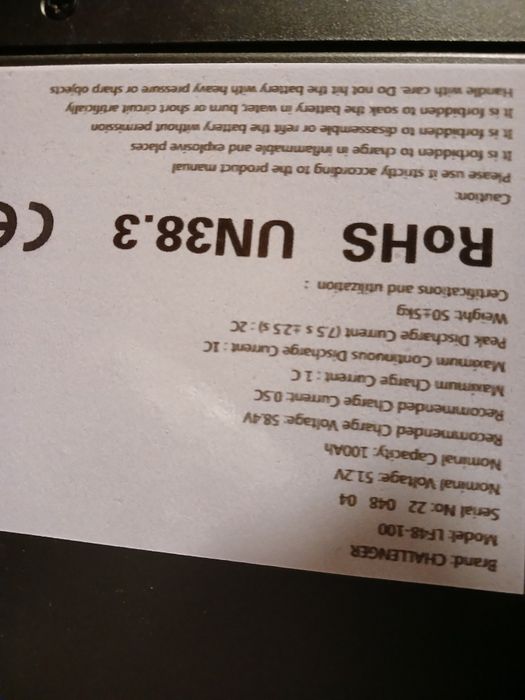 Brand: CHALLENGER
Model: LF48-100
Serial No: 22 048 04
Nominal Voltage: 51.2V
Nominal Capacity: 100Ah
Recommended Charge Voltage: 58.4V
Recommended Charge Current: 0.5C
Maximum Charge Current : 1 C
Maximum Continuous Discharge Current : 1C
Peak Discharge Current (7.5 s ±2.5 s) : 2C
Weight: 50±5kg
Certifications and utilization :
RoHS UN38.3 CE
Caution:
Please use it strictly according to the product manual
It is forbidden to charge in inflammable and explosive places
It is forbidden to disassemble or refit the battery without permission
It is forbidden to soak the battery in water, burn or short circuit artificially
Handle with care. Do not hit the battery with heavy pressure or sharp objects